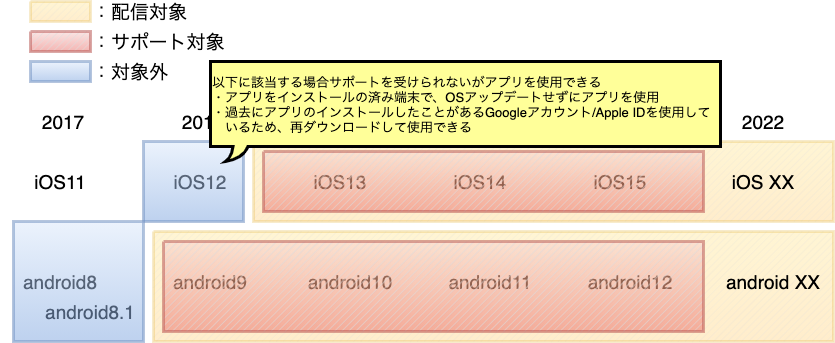 ：配信対象
：サポート対象
：対象外
以下に該当する場合サポートを受けられないがアプリを使用できる
・アプリをインストールの済み端末で、OSアップデートせずにアプリを使用
・過去にアプリのインストールしたことがあるGoogleアカウント/Apple IDを使用して
いるため、再ダウンロードして使用できる
2017
2022
iOS11
iOS12
iOS13
iOS14
iOS15
iOS XX
android8
android8.1
android9
android10
android11
android12
android XX